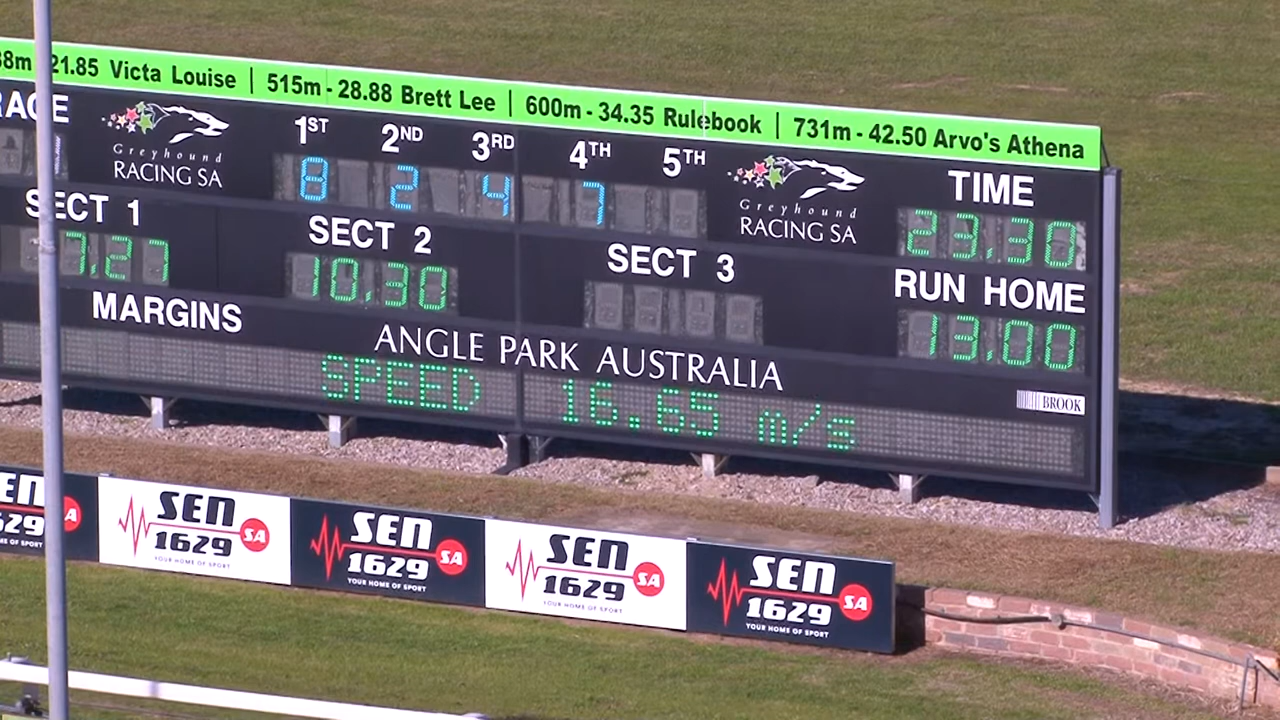 21.85 Victa Louise | 515m - 28.88 Brett Lee | 600m - 34.35 Rulebook | 731m - 42.50 Arvo's Athena
1ST 2ND 3RD 4TH 5TH
8 2 4 7
Greyhound
RACING SA
Greyhound
RACING SA
TIME
23.30
SECT 1
7.27
SECT 2
10.30
SECT 3
RUN HOME
13.00
MARGINS
ANGLE PARK AUSTRALIA
SPEED 16.65 m/s
BROOK
SEN
SA
1629
YOUR HOME OF SPORT
SEN
SA
1629
YOUR HOME OF SPORT
SEN
SA
1629
YOUR HOME OF SPORT
SEN
SA
1629
YOUR HOME OF SPORT